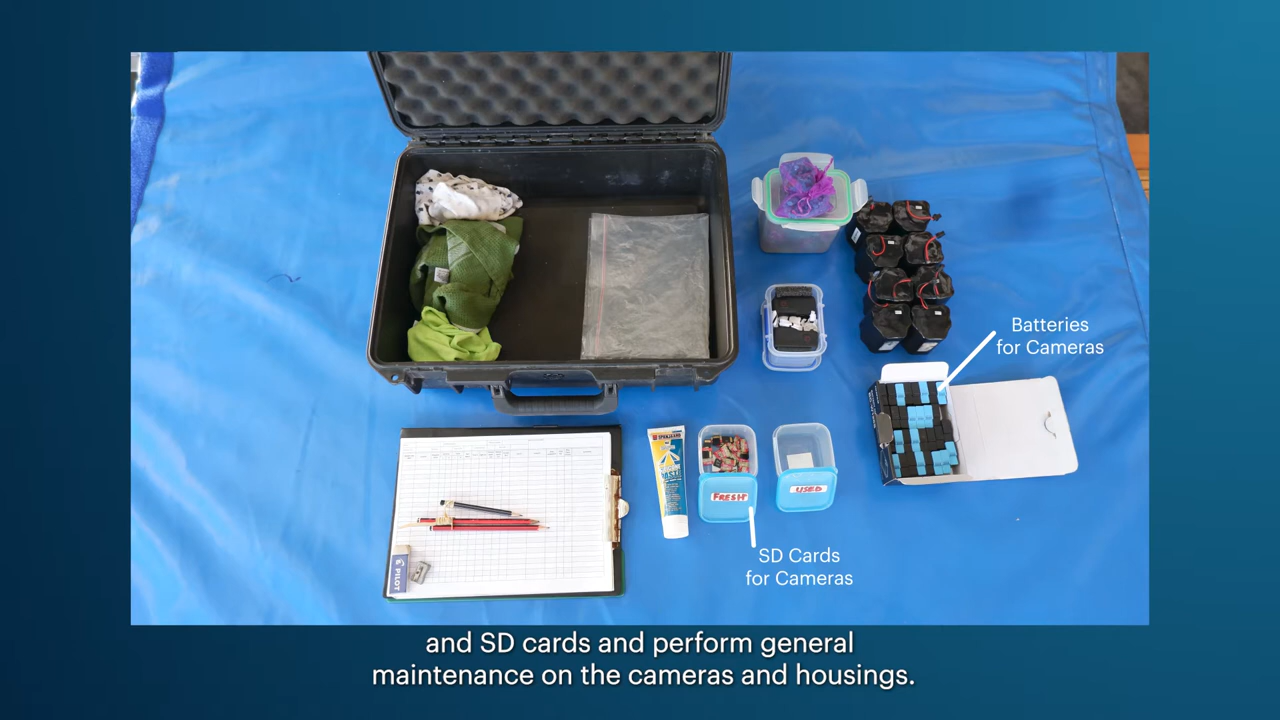 Batteries
for Cameras
FRESH
USED
SD Cards
for Cameras
PILOT
and SD cards and perform general
maintenance on the cameras and housings.